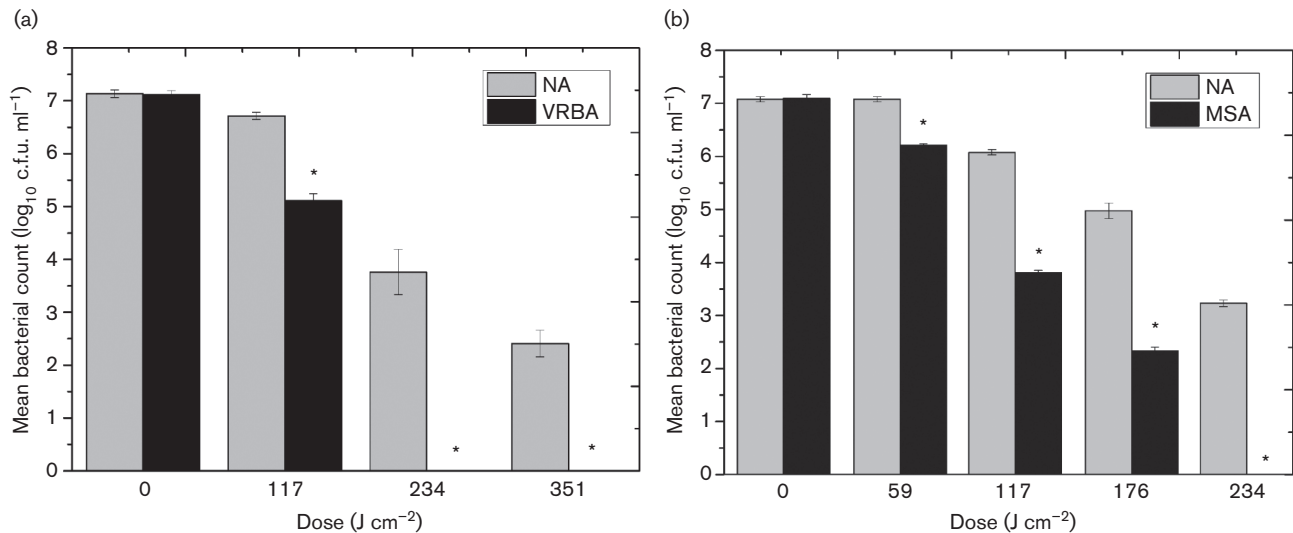 (a)
8
7
6
5
4
3
2
1
0
Mean bacterial count (log₁₀ c.f.u. ml⁻¹)
NA
VRBA
*
*
*
0 117 234 351
Dose (J cm⁻²)
(b)
8
7
6
5
4
3
2
1
0
Mean bacterial count (log₁₀ c.f.u. ml⁻¹)
NA
MSA
*
*
*
*
0 59 117 176 234
Dose (J cm⁻²)